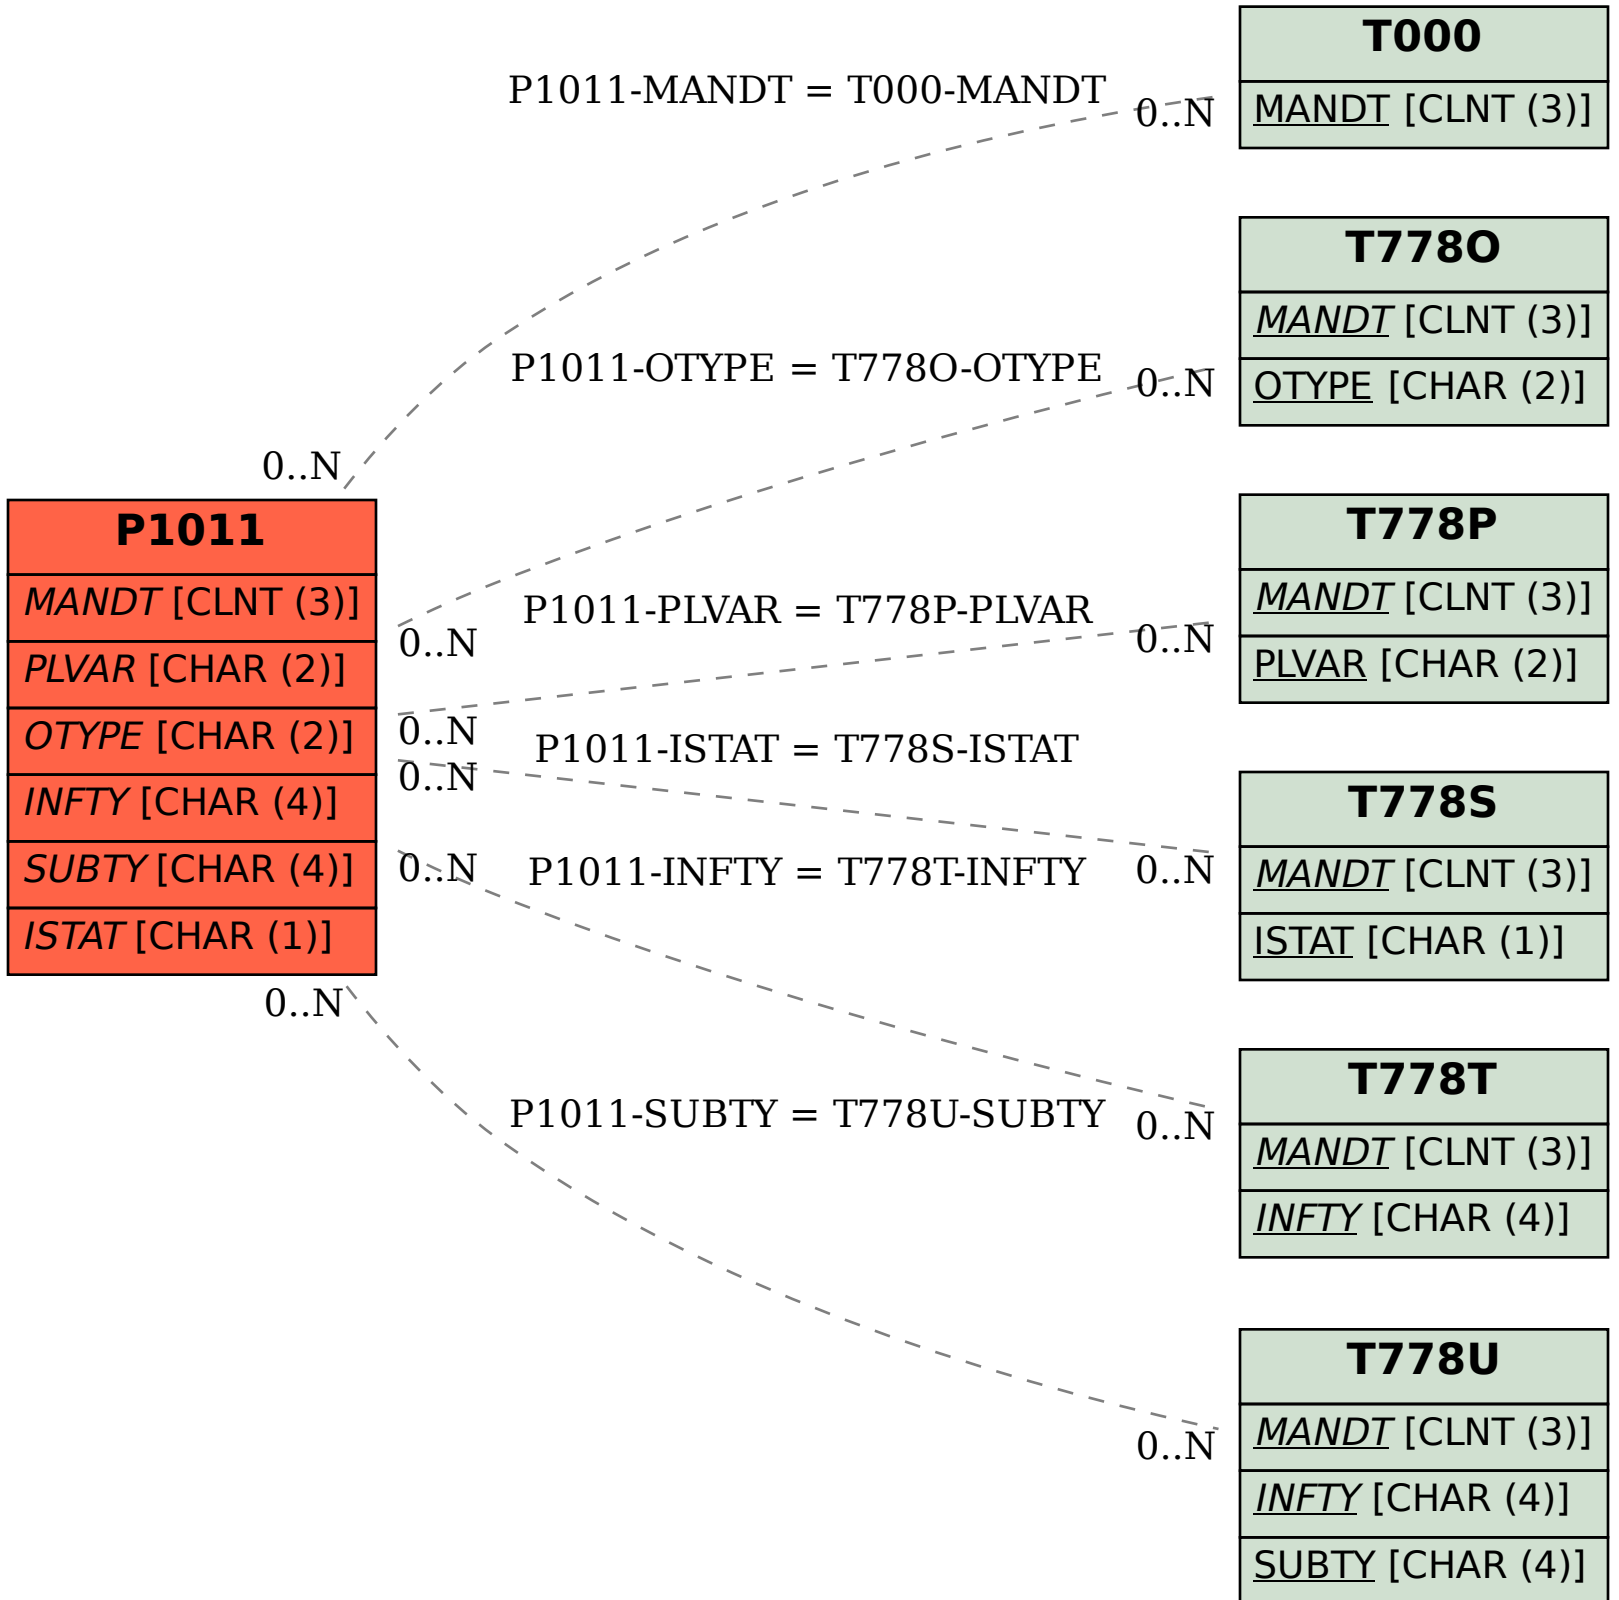 T000
MANDT [CLNT (3)]
P1011-MANDT = T000-MANDT
0..N
0..N
T778O
MANDT [CLNT (3)]
OTYPE [CHAR (2)]
P1011-OTYPE = T778O-OTYPE
0..N
0..N
P1011
MANDT [CLNT (3)]
PLVAR [CHAR (2)]
OTYPE [CHAR (2)]
INFTY [CHAR (4)]
SUBTY [CHAR (4)]
ISTAT [CHAR (1)]
T778P
MANDT [CLNT (3)]
PLVAR [CHAR (2)]
P1011-PLVAR = T778P-PLVAR
0..N
0..N
P1011-ISTAT = T778S-ISTAT
0..N
0..N
T778S
MANDT [CLNT (3)]
ISTAT [CHAR (1)]
P1011-INFTY = T778T-INFTY
0..N
0..N
T778T
MANDT [CLNT (3)]
INFTY [CHAR (4)]
P1011-SUBTY = T778U-SUBTY
0..N
0..N
T778U
MANDT [CLNT (3)]
INFTY [CHAR (4)]
SUBTY [CHAR (4)]